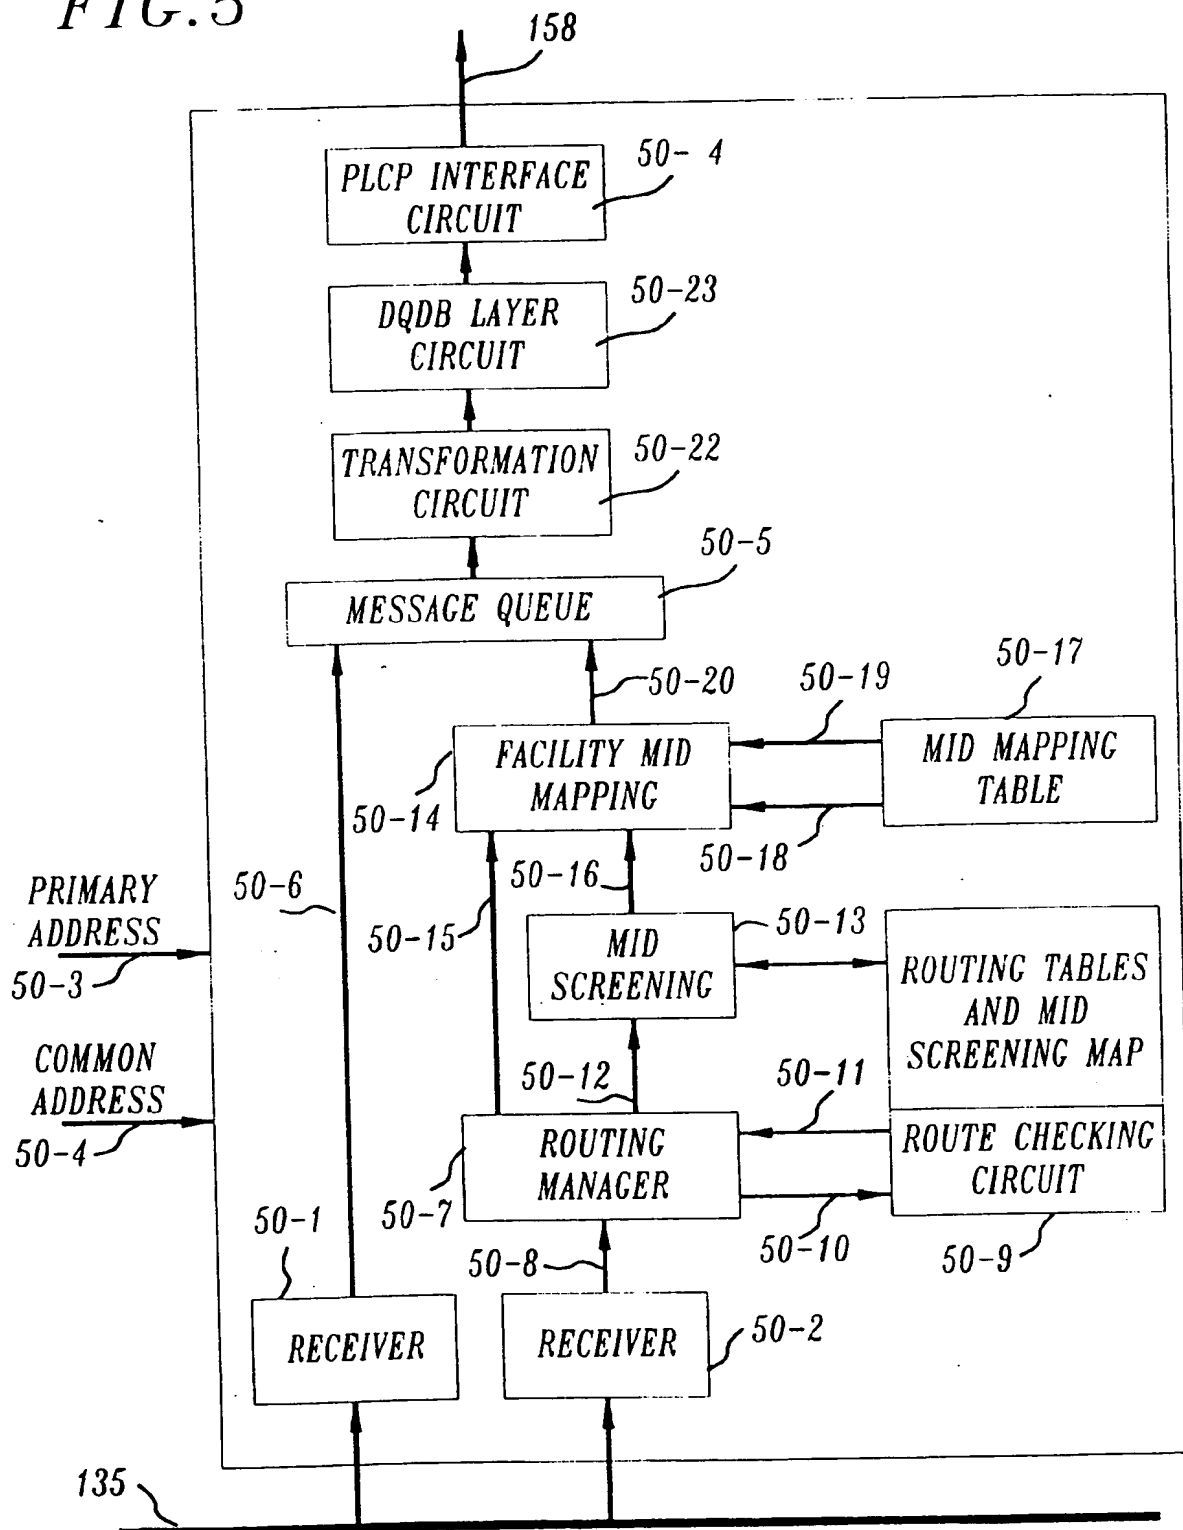 FIG. 5
158
PLCP INTERFACE
CIRCUIT
50- 4
DQDB LAYER
CIRCUIT
50-23
TRANSFORMATION
CIRCUIT
50-22
50-5
MESSAGE QUEUE
50-20
50-19
50-17
FACILITY MID
MAPPING
MID MAPPING
TABLE
50-14
50-18
50-16
50-6
50-15
PRIMARY
ADDRESS
50-3
50-13
MID
SCREENING
ROUTING TABLES
AND MID
SCREENING MAP
COMMON
ADDRESS
50-4
50-12
50-11
ROUTING
MANAGER
ROUTE CHECKING
CIRCUIT
50-7
50-10
50-9
50-1
50-8
RECEIVER
RECEIVER
50-2
135